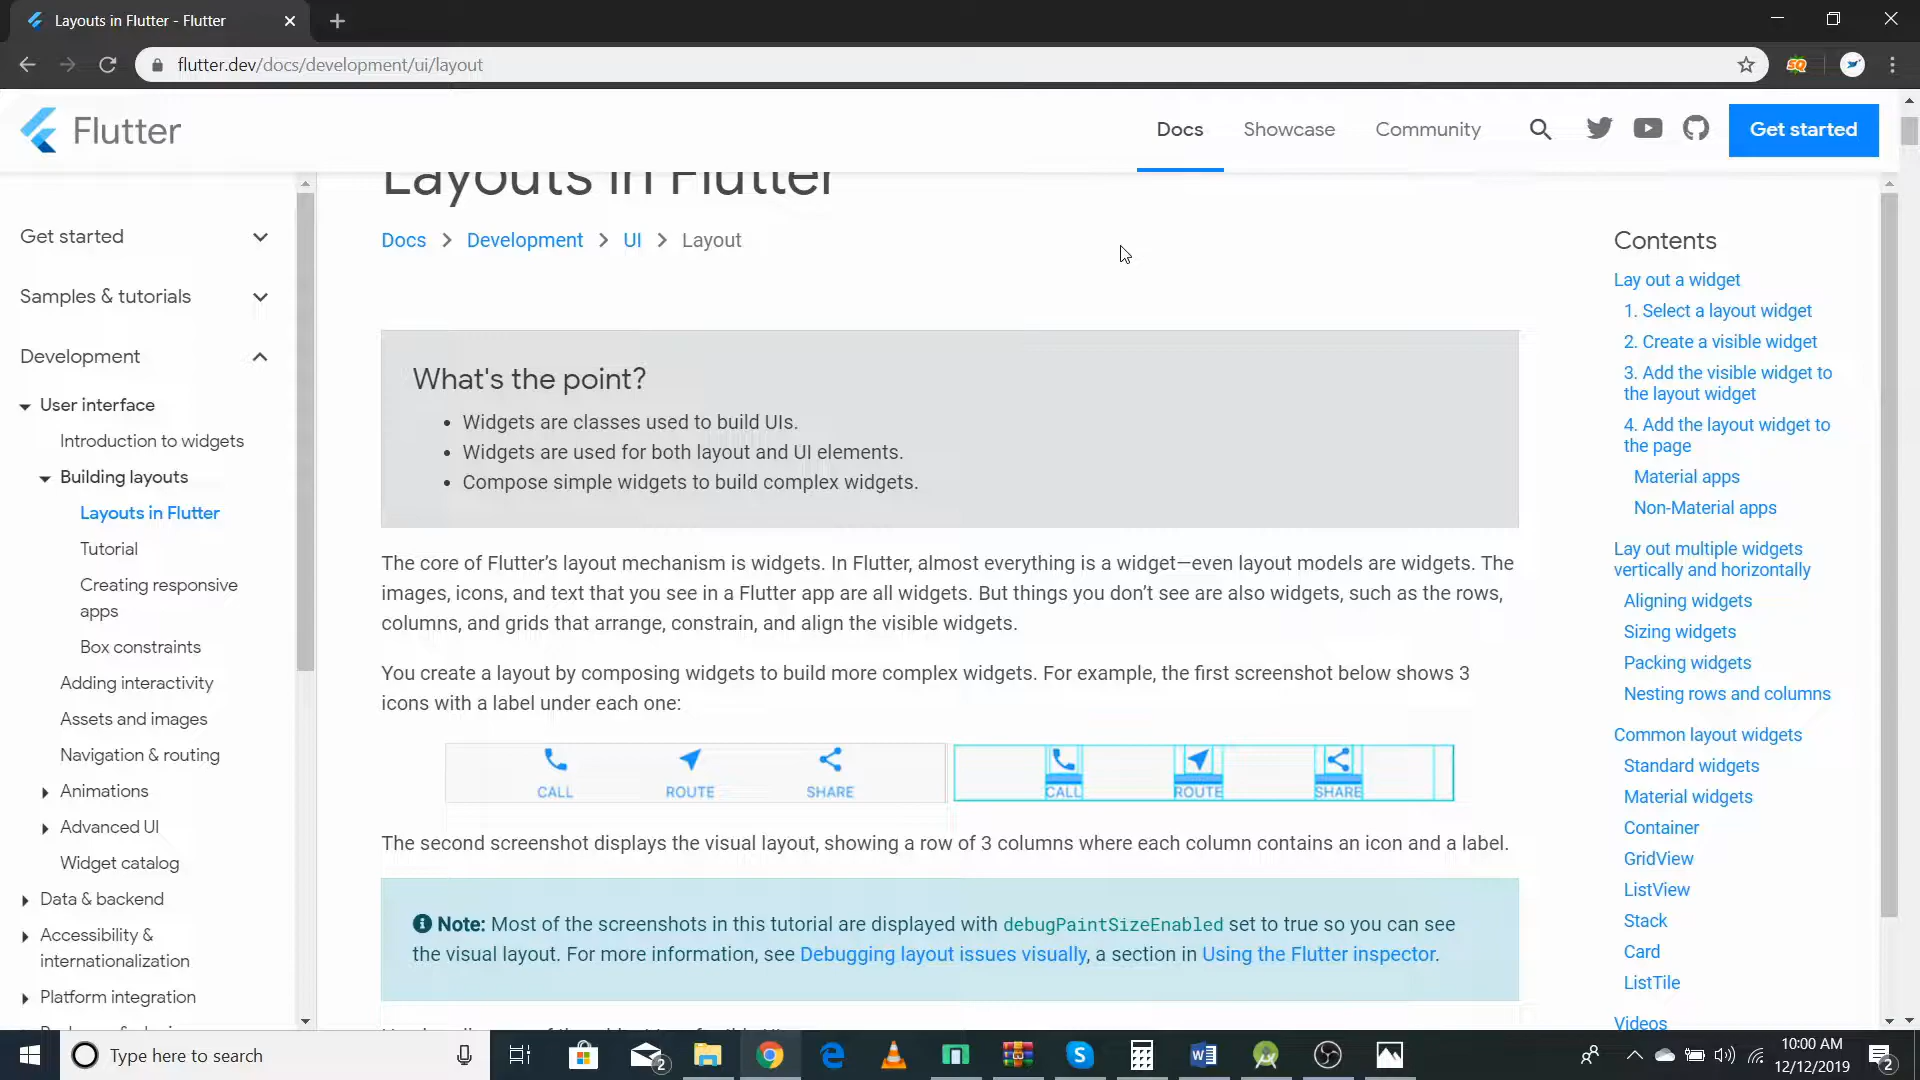 Layouts in Flutter - Flutter
flutter.dev/docs/development/ui/layout
Flutter
Docs
Showcase
Community
Get started
Get started
Samples & tutorials
Development
User interface
Introduction to widgets
Building layouts
Layouts in Flutter
Tutorial
Creating responsive
apps
Box constraints
Adding interactivity
Assets and images
Navigation & routing
Animations
Advanced UI
Widget catalog
Data & backend
Accessibility &
internationalization
Platform integration
Layouts in Flutter
Docs > Development > UI > Layout
What's the point?
• Widgets are classes used to build UIs.
• Widgets are used for both layout and UI elements.
• Compose simple widgets to build complex widgets.
The core of Flutter’s layout mechanism is widgets. In Flutter, almost everything is a widget—even layout models are widgets. The
images, icons, and text that you see in a Flutter app are all widgets. But things you don’t see are also widgets, such as the rows,
columns, and grids that arrange, constrain, and align the visible widgets.
You create a layout by composing widgets to build more complex widgets. For example, the first screenshot below shows 3
icons with a label under each one:
CALL ROUTE SHARE
CALL ROUTE SHARE
The second screenshot displays the visual layout, showing a row of 3 columns where each column contains an icon and a label.
Note: Most of the screenshots in this tutorial are displayed with debugPaintSizeEnabled set to true so you can see
the visual layout. For more information, see Debugging layout issues visually, a section in Using the Flutter inspector.
Contents
Lay out a widget
1. Select a layout widget
2. Create a visible widget
3. Add the visible widget to
the layout widget
4. Add the layout widget to
the page
Material apps
Non-Material apps
Lay out multiple widgets
vertically and horizontally
Aligning widgets
Sizing widgets
Packing widgets
Nesting rows and columns
Common layout widgets
Standard widgets
Material widgets
Container
GridView
ListView
Stack
Card
ListTile
Videos
Type here to search
2
10:00 AM
12/12/2019
2